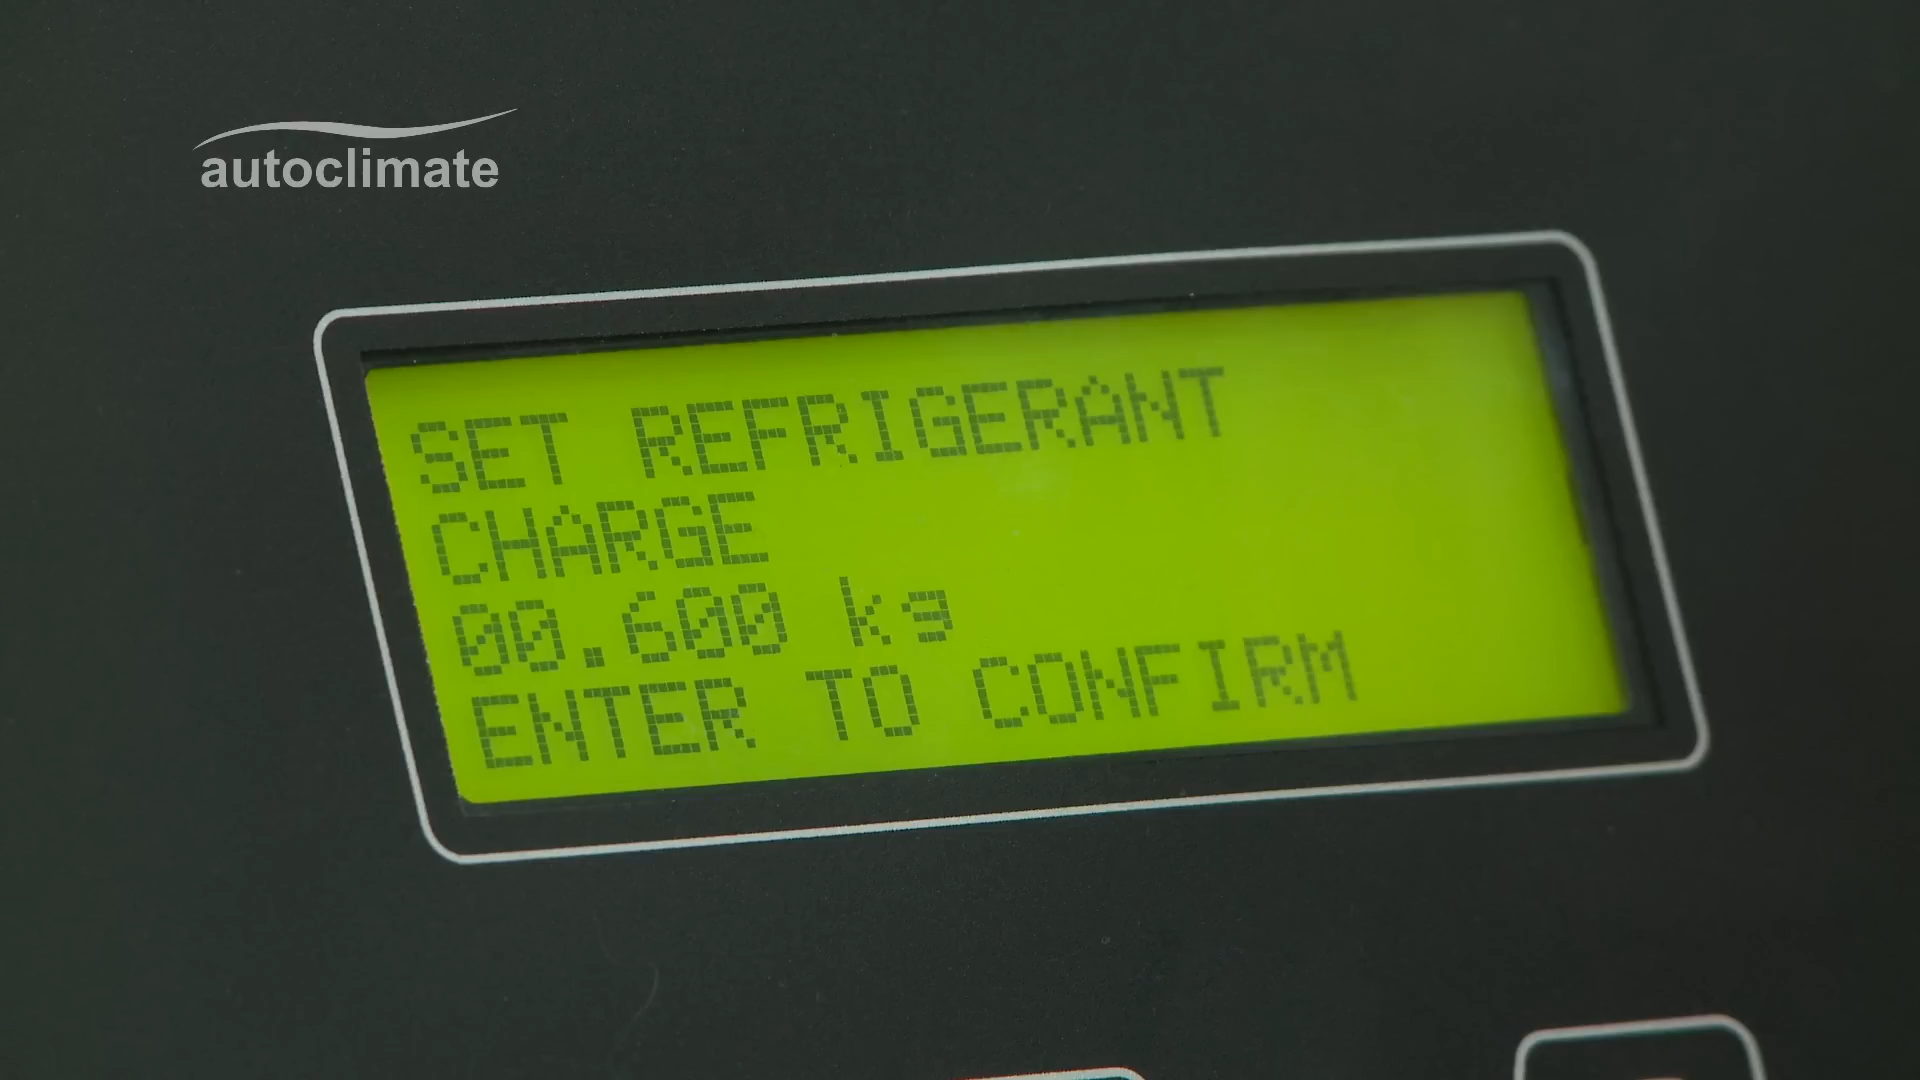 autoclimate
SET REFRIGERANT
CHARGE
00.600 kg
ENTER TO CONFIRM